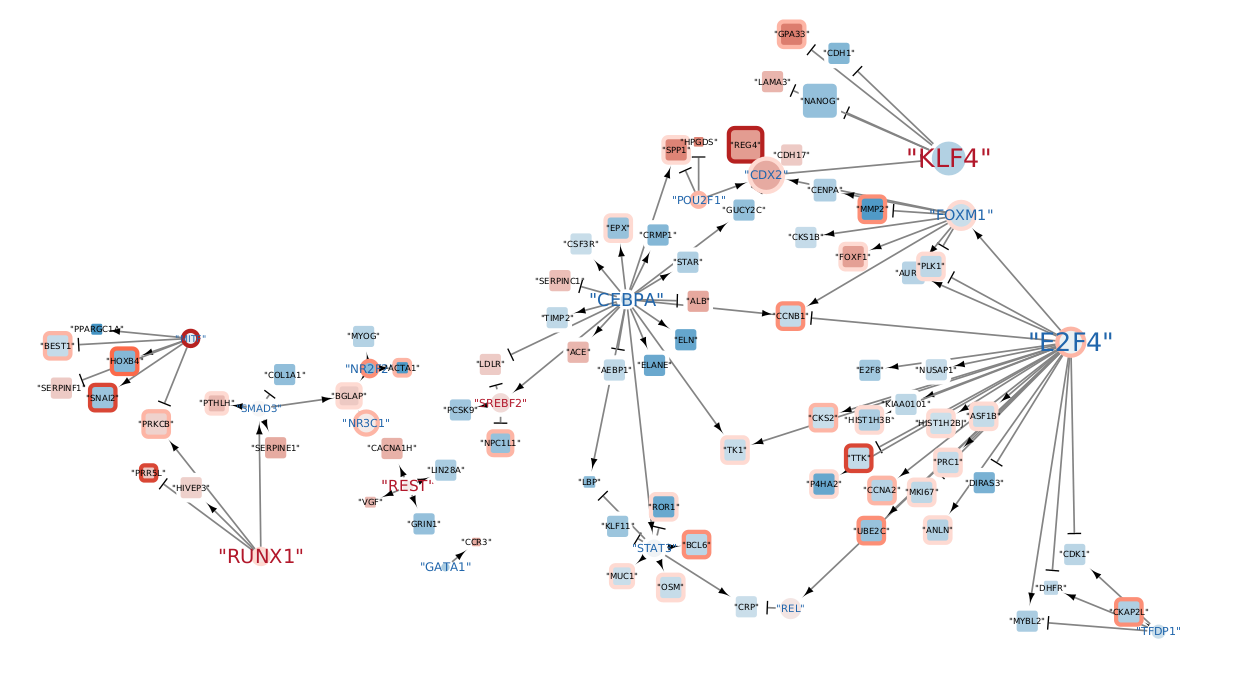 "GPA33"
"CDH1"
"LAMA3"
"NANOG"
"HPGDS"
"SPP1"
"REG4"
"CDH17"
"KLF4"
"CDX2"
"CENPA"
"POU2F1"
"GUCY2C"
"MMP2"
"FOXM1"
"EPX"
"CRMP1"
"CKS1B"
"CSF3R"
"FOXF1"
"STAR"
"PLK1"
"AUR
"SERPINC1"
"CEBPA"
"ALB"
"TIMP2"
"CCNB1"
"PPARGC1A"
"BEST1"
"MYOG"
"ELN"
"E2F4"
"ACE"
"HOXB4"
"ELANE"
"LDLR"
"NR2F2"
"ACTA1"
"AEBP1"
"E2F8"
"NUSAP1"
"COL1A1"
"SERPINF1"
"SNAI2"
"BGLAP"
"PTHLH"
"SMAD3"
"SREBF2"
"PCSK9"
"KIAA0101"
"PRKCB"
"NR3C1"
"CKS2"
"HIST1H3B"
"HIST1H2BJ"
"ASF1B"
"SERPINE1"
"CACNA1H"
"NPC1L1"
"TK1"
"TTK"
"PRC1"
"PRR5L"
"LIN28A"
"LBP"
"P4HA2"
"DIRAS3"
"HIVEP3"
"REST"
"VGF"
"CCNA2"
"MKI67"
"ROR1"
"GRIN1"
"KLF11"
"UBE2C"
"ANLN"
"CCR3"
"STAT3"
"BCL6"
"RUNX1"
"GATA1"
"CDK1"
"MUC1"
"OSM"
"DHFR"
"CRP"
"REL"
"CKAP2L"
"MYBL2"
"TFDP1"